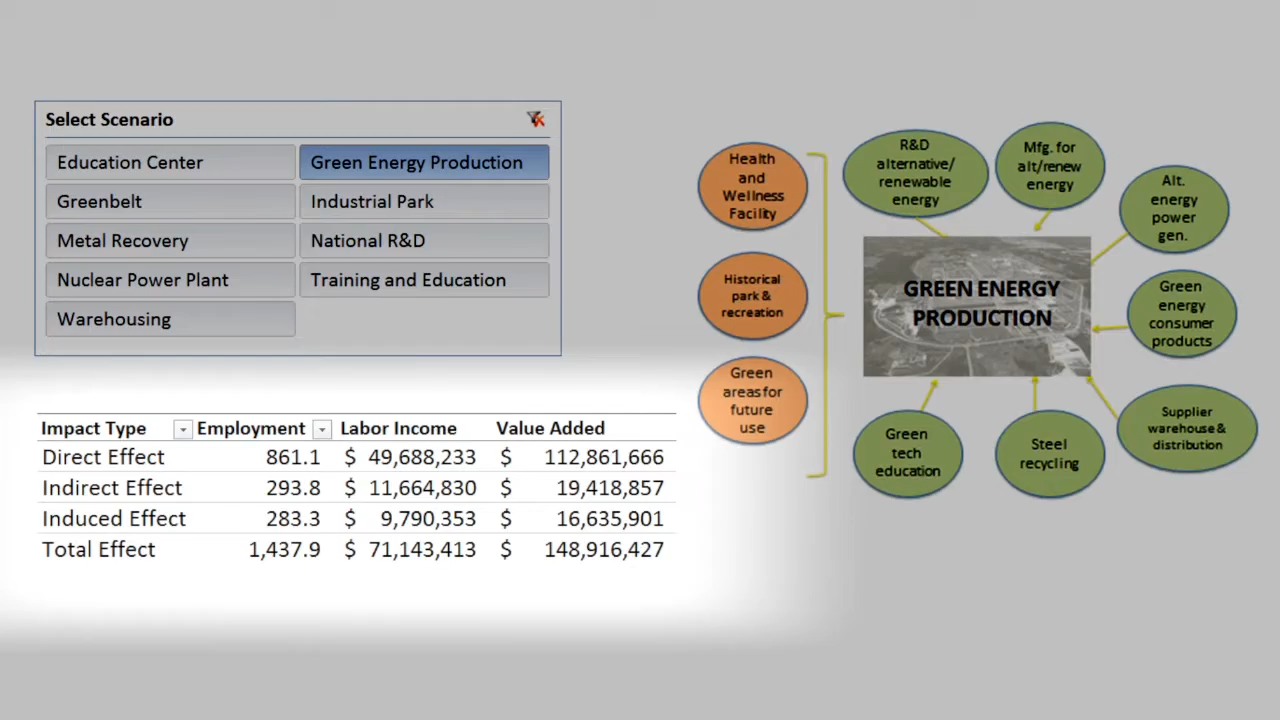 Select Scenario
Education Center
Green Energy Production
Greenbelt
Industrial Park
Metal Recovery
National R&D
Nuclear Power Plant
Training and Education
Warehousing
Impact Type Employment Labor Income Value Added
Direct Effect 861.1 $ 49,688,233 $ 112,861,666
Indirect Effect 293.8 $ 11,664,830 $ 19,418,857
Induced Effect 283.3 $ 9,790,353 $ 16,635,901
Total Effect 1,437.9 $ 71,143,413 $ 148,916,427
Health
and
Wellness
Facility
Historical
park &
recreation
Green
areas for
future
use
R&D
alternative/
renewable
energy
Mfg. for
alt/renew
energy
Alt.
energy
power
gen.
Green
energy
consumer
products
Supplier
warehouse &
distribution
Steel
recycling
Green
tech
education
GREEN ENERGY
PRODUCTION